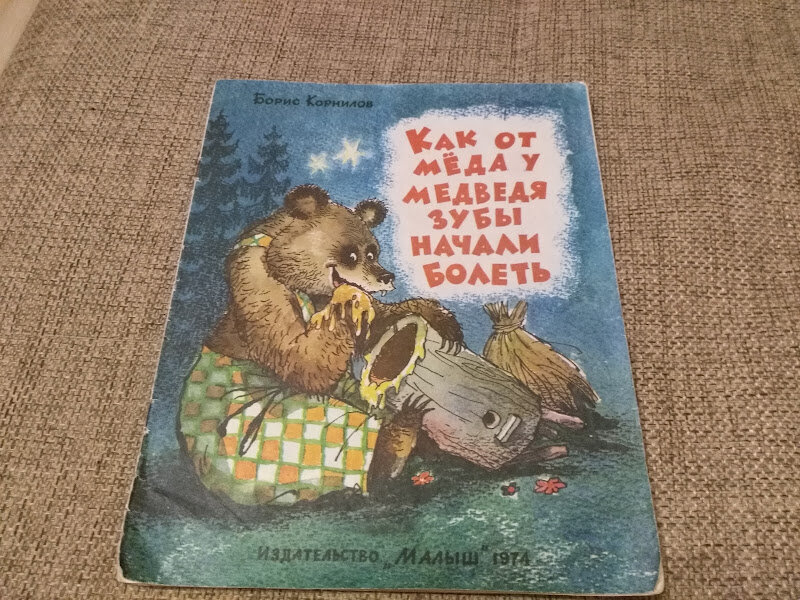 Борис Корнилов
Как от
мёда у
медведя
зубы
начали
болеть
Издательство „Малыш" 1974